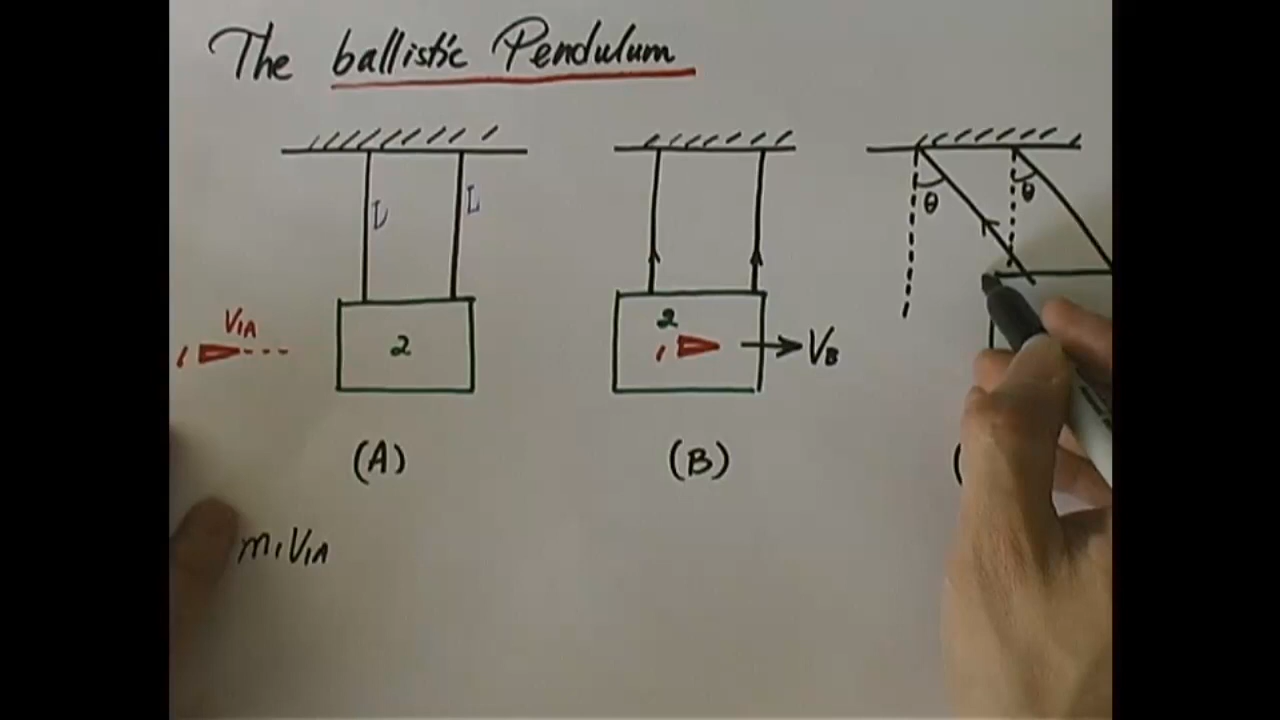 The ballistic Pendulum
L L
θ θ
V1A
1 2
2
1
VB
(A) (B) (
m1V1A